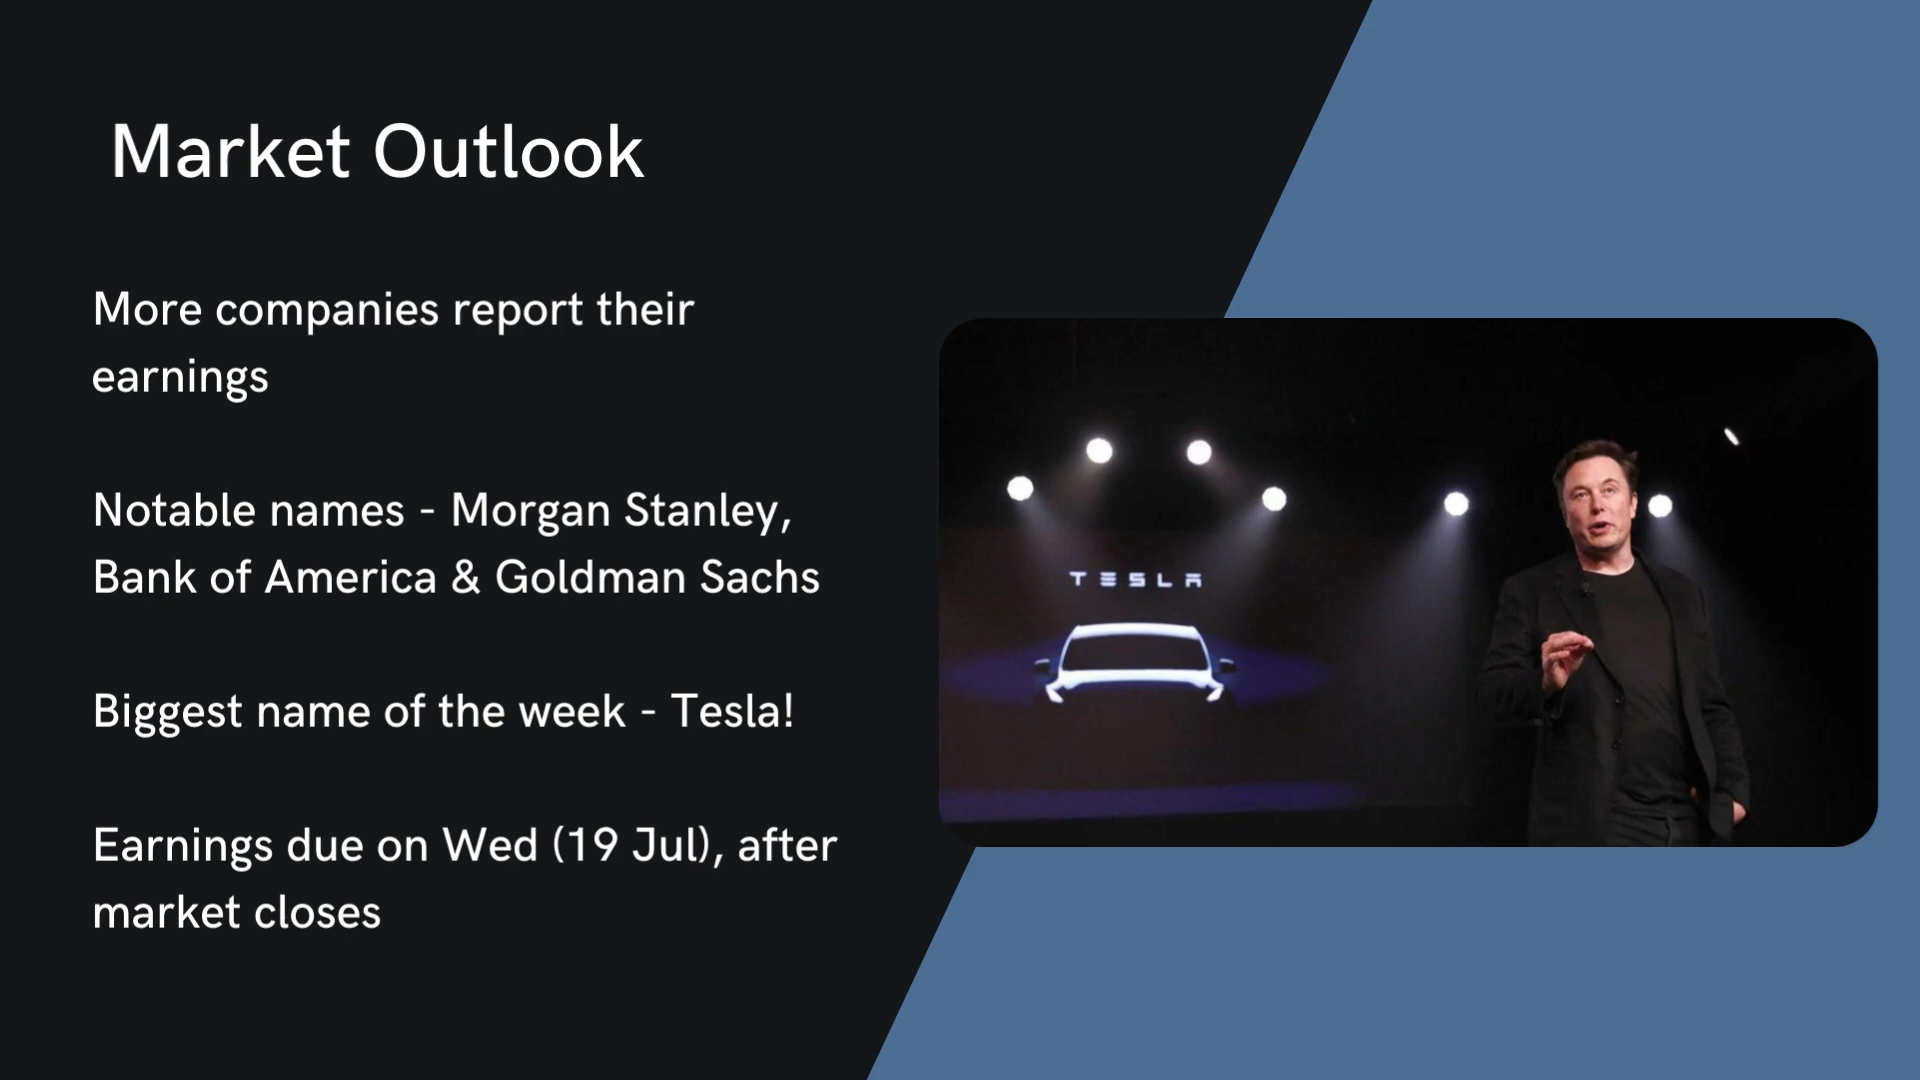 Market Outlook
More companies report their
earnings
Notable names - Morgan Stanley,
Bank of America & Goldman Sachs
Biggest name of the week - Tesla!
Earnings due on Wed (19 Jul), after
market closes
TESLA